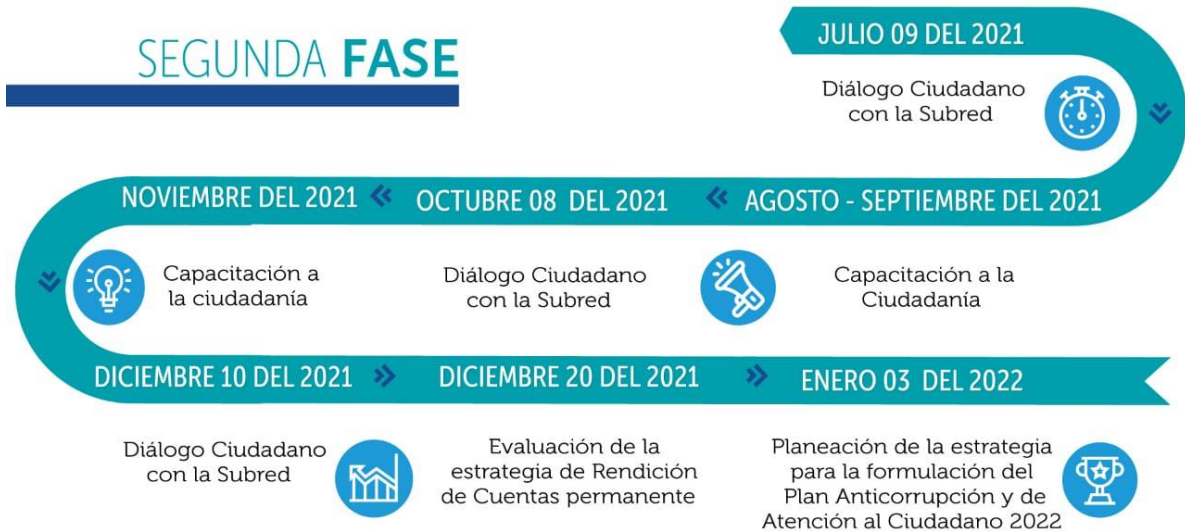 SEGUNDA FASE
JULIO 09 DEL 2021
Diálogo Ciudadano
con la Subred
AGOSTO - SEPTIEMBRE DEL 2021
Capacitación a la
Ciudadanía
OCTUBRE 08 DEL 2021
Diálogo Ciudadano
con la Subred
NOVIEMBRE DEL 2021
Capacitación a
la ciudadanía
DICIEMBRE 10 DEL 2021
Diálogo Ciudadano
con la Subred
DICIEMBRE 20 DEL 2021
Evaluación de la
estrategia de Rendición
de Cuentas permanente
ENERO 03 DEL 2022
Planeación de la estrategia
para la formulación del
Plan Anticorrupción y de
Atención al Ciudadano 2022